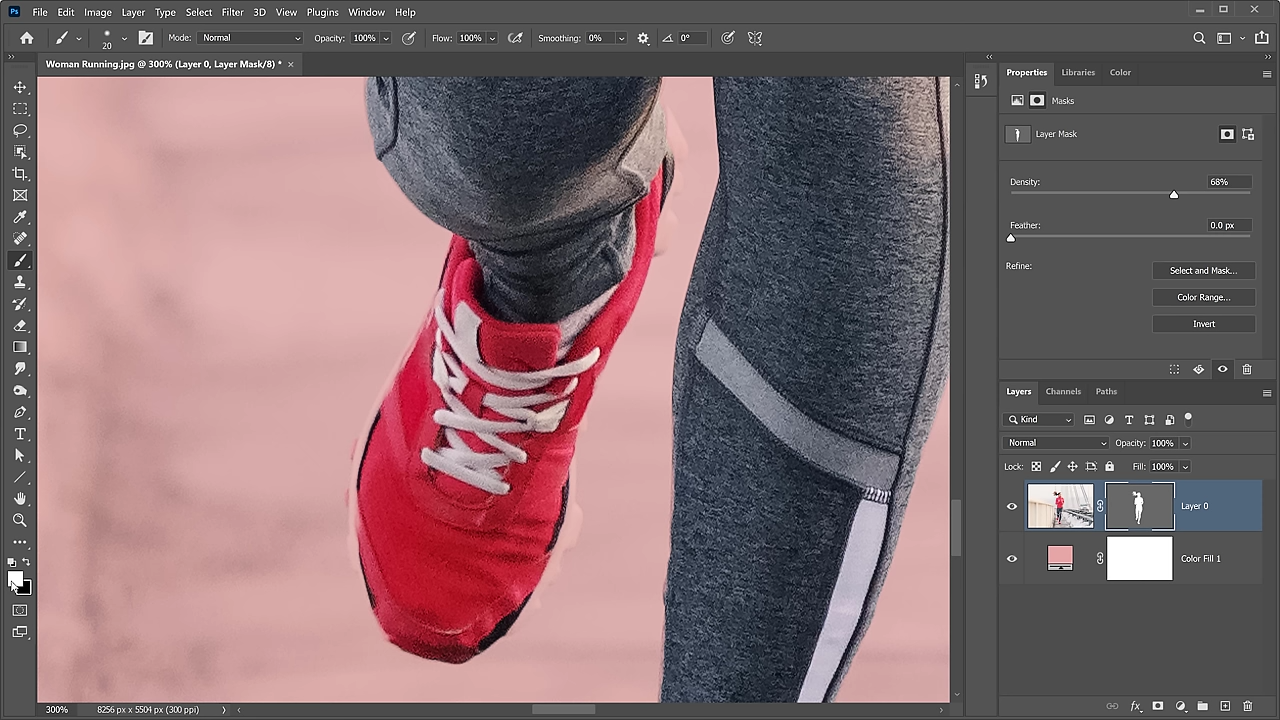 Ps File Edit Image Layer Type Select Filter 3D View Plugins Window Help
20 Mode: Normal Opacity: 100% Flow: 100% Smoothing: 0% 0°
Woman Running.jpg @ 300% (Layer 0, Layer Mask/8) * ×
Properties Libraries Color
Masks
Layer Mask
Density: 68%
Feather: 0.0 px
Refine: Select and Mask...
Color Range...
Invert
Layers Channels Paths
Kind
Normal Opacity: 100%
Lock: Fill: 100%
Layer 0
Color Fill 1
300% 8256 px x 5504 px (300 ppi)